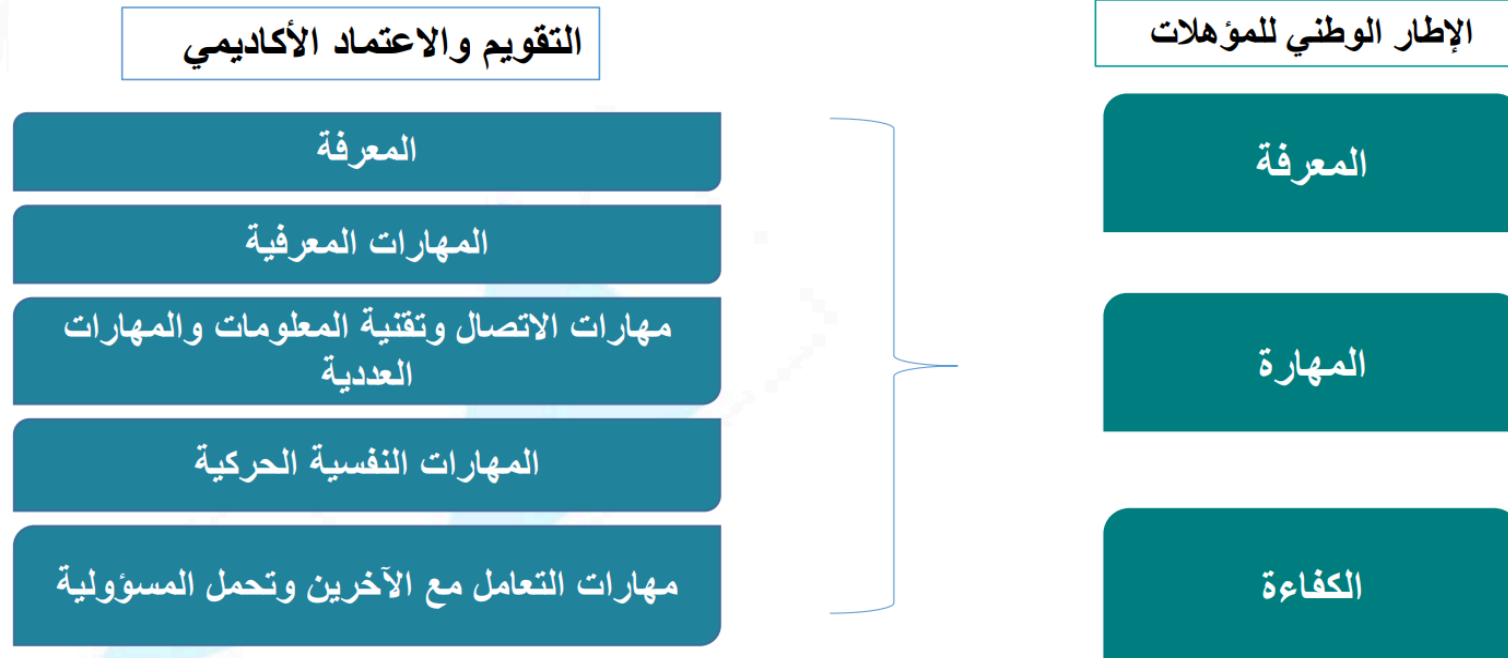 الإطار الوطني للمؤهلات
المعرفة
المهارة
الكفاءة
التقويم والاعتماد الأكاديمي
المعرفة
المهارات المعرفية
مهارات الاتصال وتقنية المعلومات والمهارات
العددية
المهارات النفسية الحركية
مهارات التعامل مع الآخرين وتحمل المسؤولية